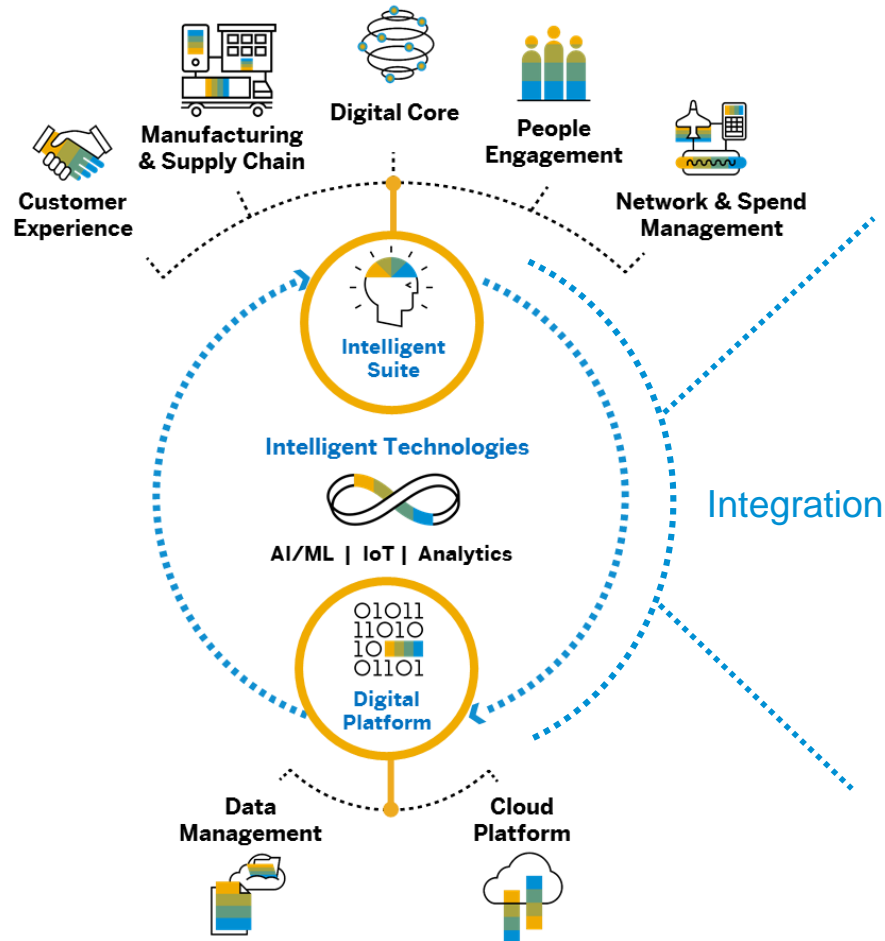 Digital Core
Manufacturing
& Supply Chain
People
Engagement
Customer
Experience
Network & Spend
Management
Intelligent
Suite
Intelligent Technologies
Integration
AI/ML | IoT | Analytics
01011
11010
10
01101
Digital
Platform
Data
Management
Cloud
Platform